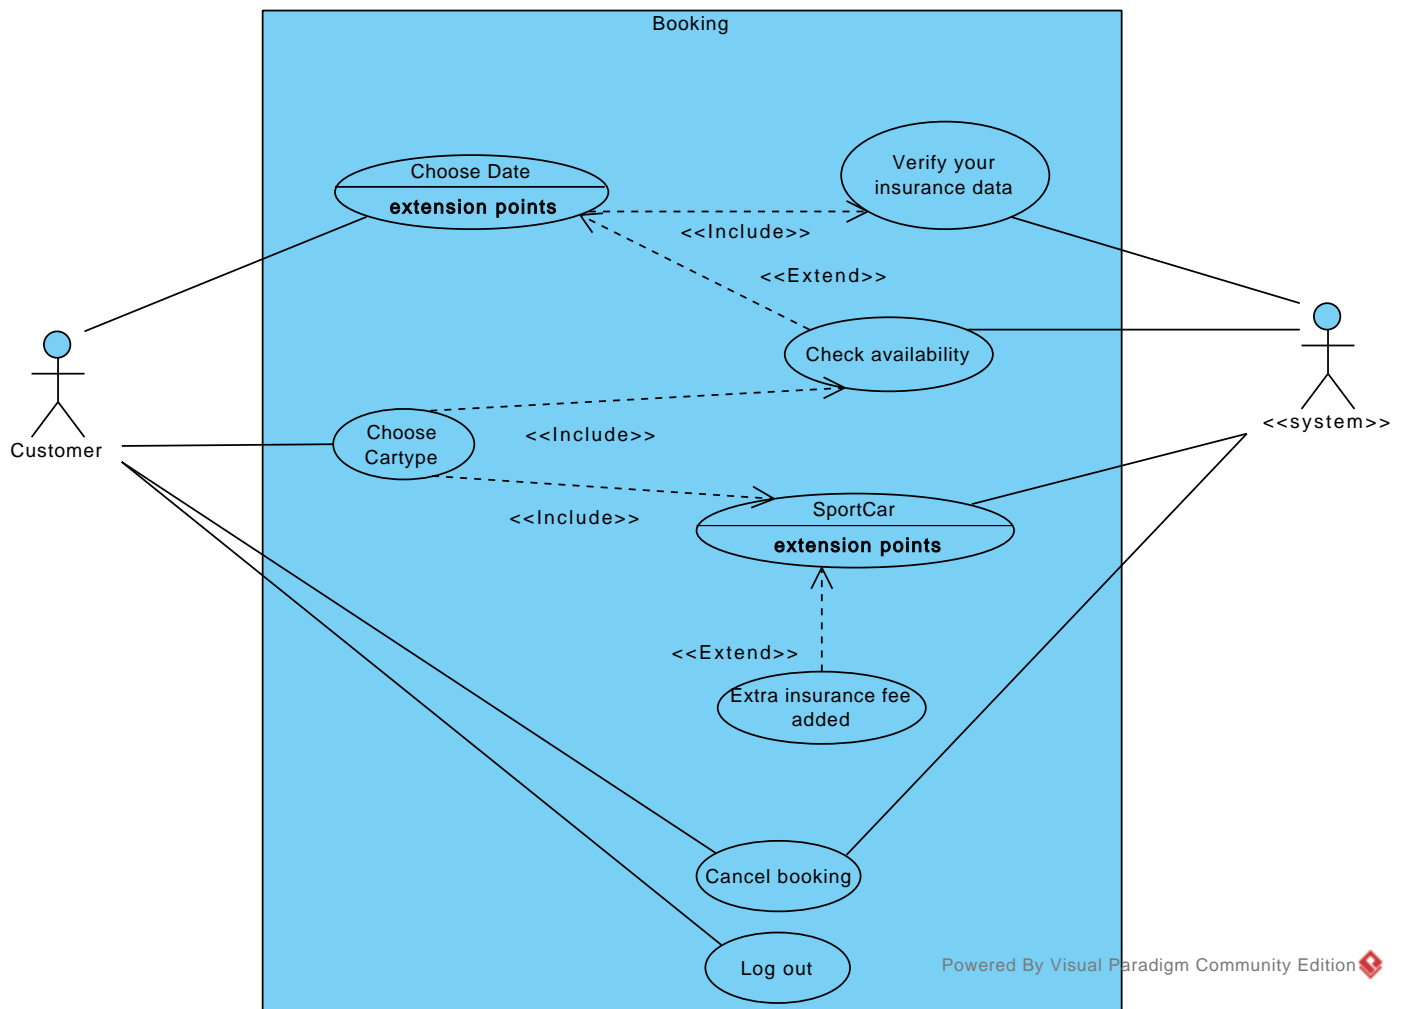 Booking
Choose Date
extension points
Verify your
insurance data
<<Include>>
<<Extend>>
Check availability
Customer
Choose
Cartype
<<Include>>
<<system>>
<<Include>>
SportCar
extension points
<<Extend>>
Extra insurance fee
added
Cancel booking
Log out
Powered By Visual Paradigm Community Edition